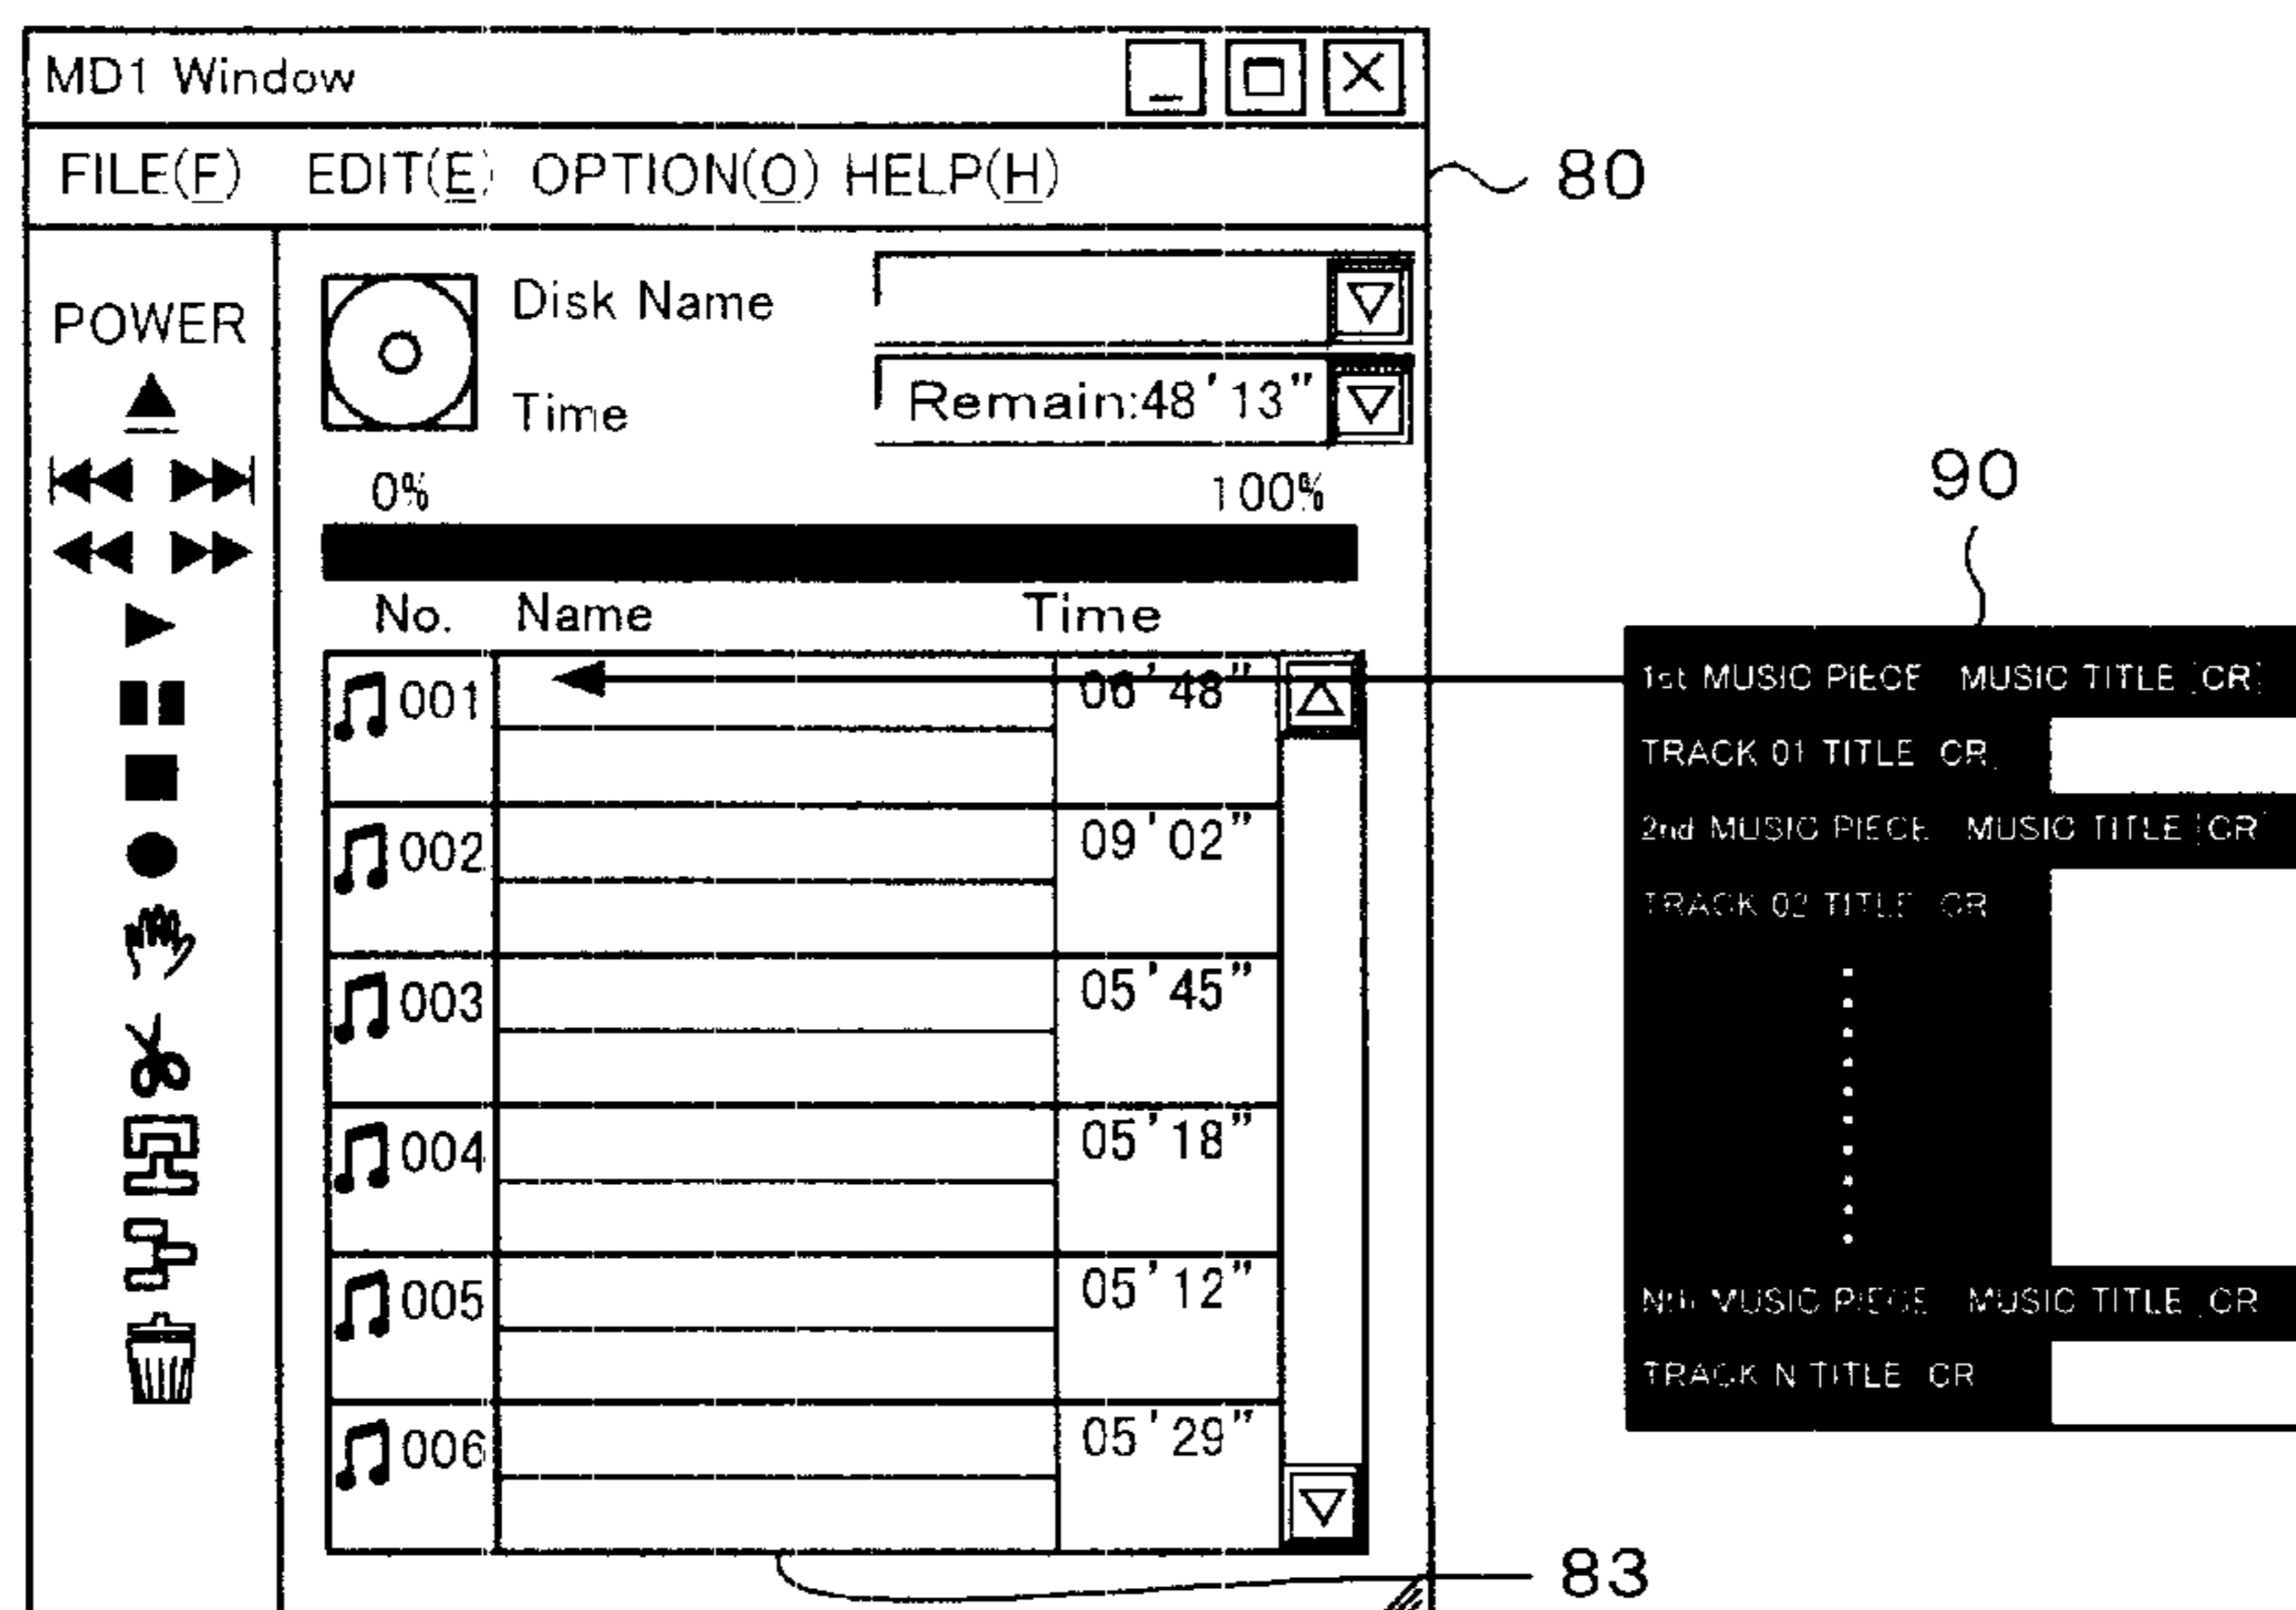 MD1 Window
FILE(F) EDIT(E) OPTION(O) HELP(H)
80
POWER
Disk Name
Time
Remain:48'13"
0% 100%
No. Name Time
001 06'48"
002 09'02"
003 05'45"
004 05'18"
005 05'12"
006 05'29"
83
90
1st MUSIC PIECE MUSIC TITLE [CR]
TRACK 01 TITLE CR
2nd MUSIC PIECE MUSIC TITLE [CR]
TRACK 02 TITLE CR
Nth MUSIC PIECE MUSIC TITLE [CR
TRACK N TITLE CR